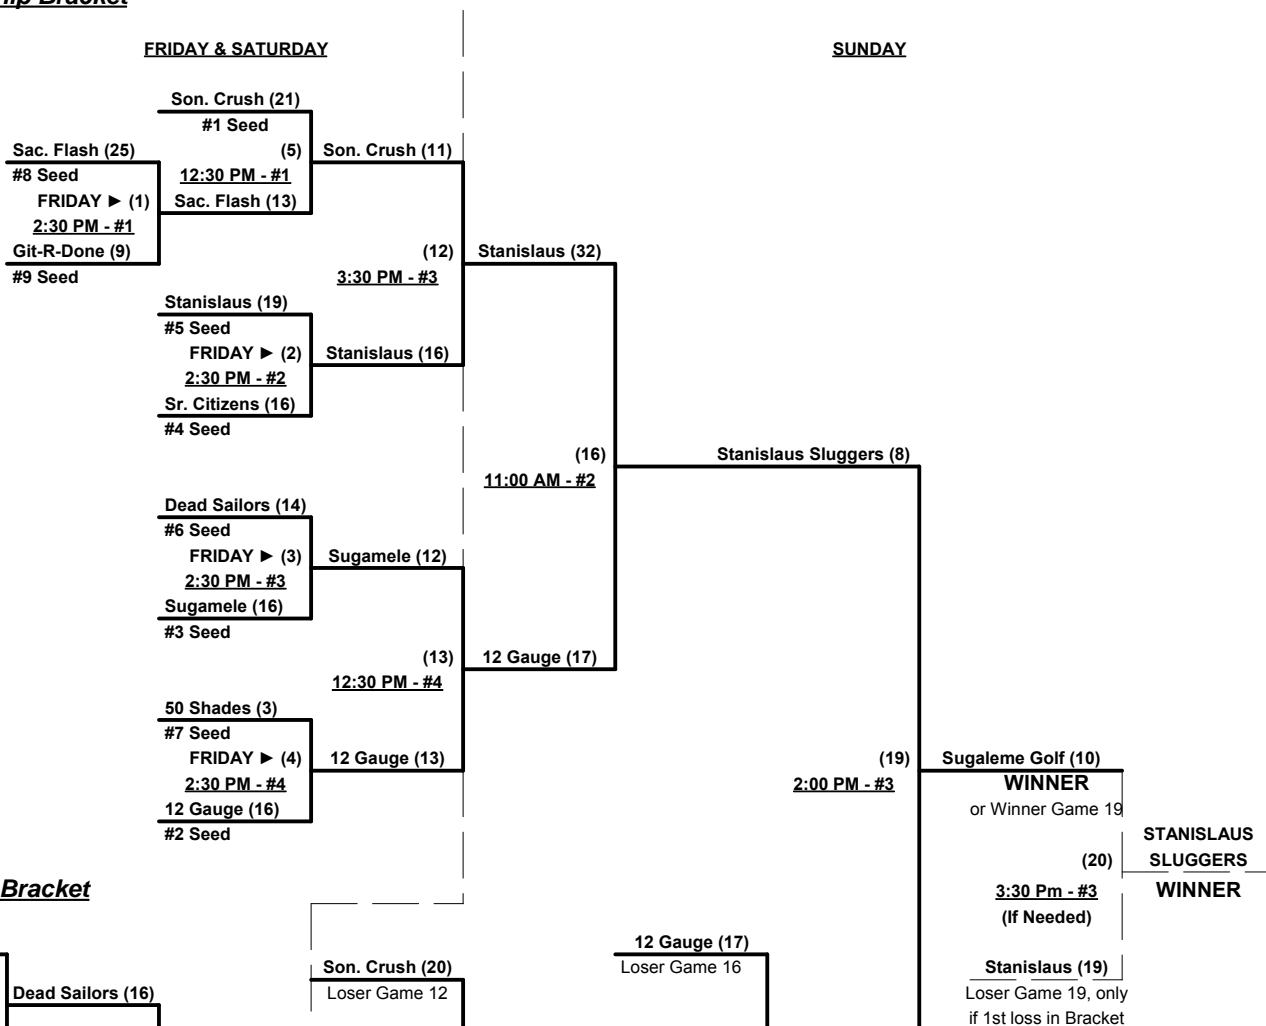 FRIDAY & SATURDAY
SUNDAY
Son. Crush (21)
#1 Seed
Sac. Flash (25)
(5)
Son. Crush (11)
#8 Seed
12:30 PM - #1
FRIDAY ► (1)
Sac. Flash (13)
2:30 PM - #1
Git-R-Done (9)
(12)
Stanislaus (32)
#9 Seed
3:30 PM - #3
Stanislaus (19)
#5 Seed
FRIDAY ► (2)
Stanislaus (16)
2:30 PM - #2
Sr. Citizens (16)
#4 Seed
(16)
Stanislaus Sluggers (8)
11:00 AM - #2
Dead Sailors (14)
#6 Seed
FRIDAY ► (3)
Sugamele (12)
2:30 PM - #3
Sugamele (16)
#3 Seed
(13)
12 Gauge (17)
12:30 PM - #4
50 Shades (3)
#7 Seed
FRIDAY ► (4)
12 Gauge (13)
(19)
Sugaleme Golf (10)
2:30 PM - #4
2:00 PM - #3
WINNER
12 Gauge (16)
or Winner Game 19
#2 Seed
STANISLAUS
(20)
SLUGGERS
Bracket
3:30 Pm - #3
WINNER
(If Needed)
12 Gauge (17)
Son. Crush (20)
Loser Game 16
Stanislaus (19)
Dead Sailors (16)
Loser Game 12
Loser Game 19, only
if 1st loss in Bracket